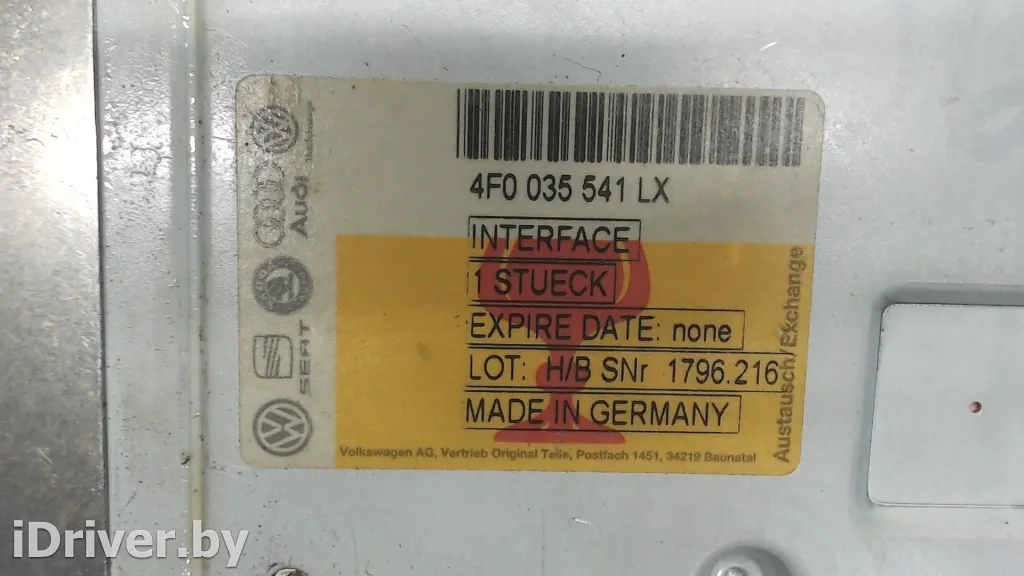 4F0 035 541 LX
INTERFACE
1 STUECK
EXPIRE DATE: none
LOT: H/B SNr 1796.216
MADE IN GERMANY
Volkswagen AG, Vertrieb Original Teile, Postfach 1451, 34219 Baunatal
Austausch/Exchange
Audi
SEAT
iDriver.by